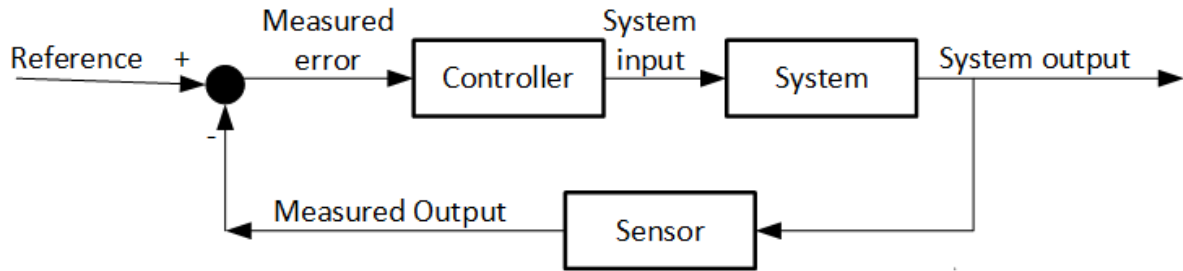 Reference
+
Measured
error
Controller
System
input
System
System output
-
Measured Output
Sensor